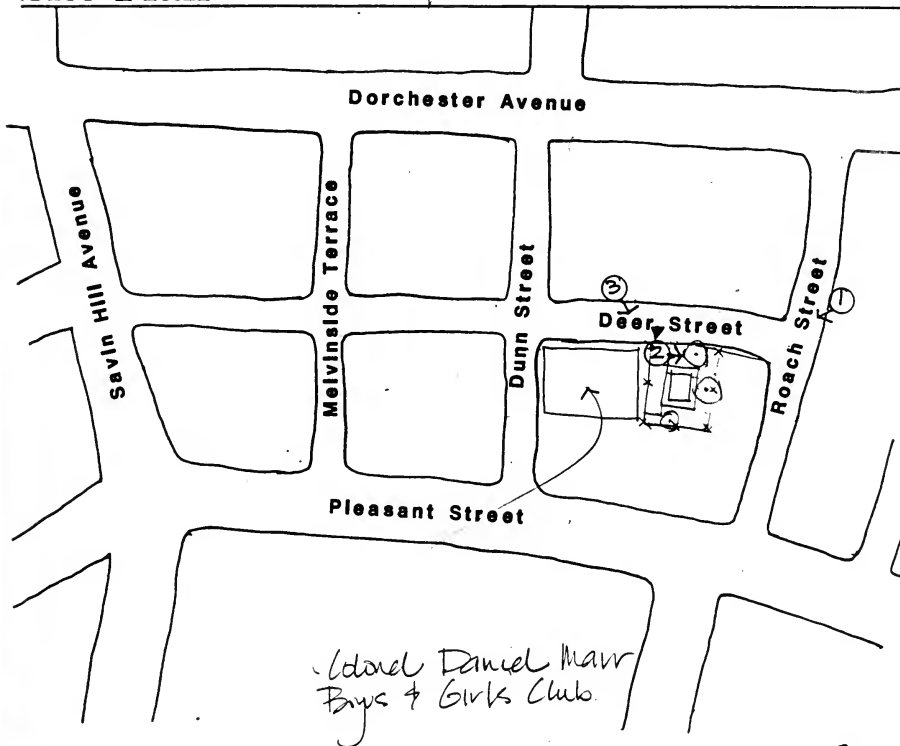 Dorchester Avenue
Savin Hill Avenue
Melvinside Terrace
Dunn Street
3
Deer Street
1
Roach Street
2
Pleasant Street
Colonel Daniel Marr
Boys & Girls Club